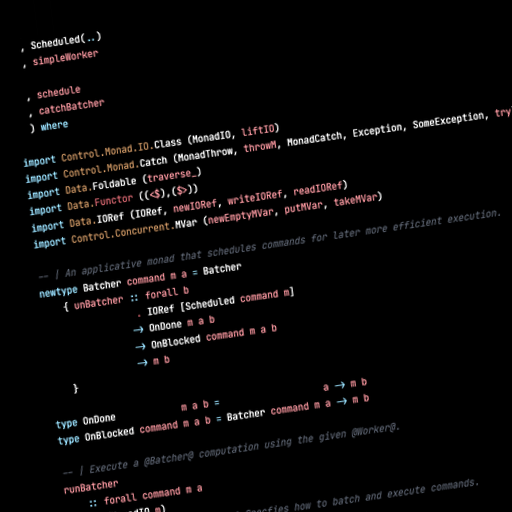 , Scheduled(..)
, simpleWorker
, schedule
, catchBatcher
) where
import Control.Monad.IO.Class (MonadIO, liftIO)
import Control.Monad.Catch (MonadThrow, throwM, MonadCatch, Exception, SomeException, try
import Data.Foldable (traverse_)
import Data.Functor ((<$),($>))
import Data.IORef (IORef, newIORef, writeIORef, readIORef)
import Control.Concurrent.MVar (newEmptyMVar, putMVar, takeMVar)
-- | An applicative monad that schedules commands for later more efficient execution.
newtype Batcher command m a = Batcher
{ unBatcher :: forall b
. IORef [Scheduled command m]
-> OnDone m a b
-> OnBlocked command m a b
-> m b
}
type OnDone m a b = a -> m b
type OnBlocked command m a b = Batcher command m a -> m b
-- | Execute a @Batcher@ computation using the given @Worker@.
runBatcher
:: forall command m a
how to batch and execute commands.